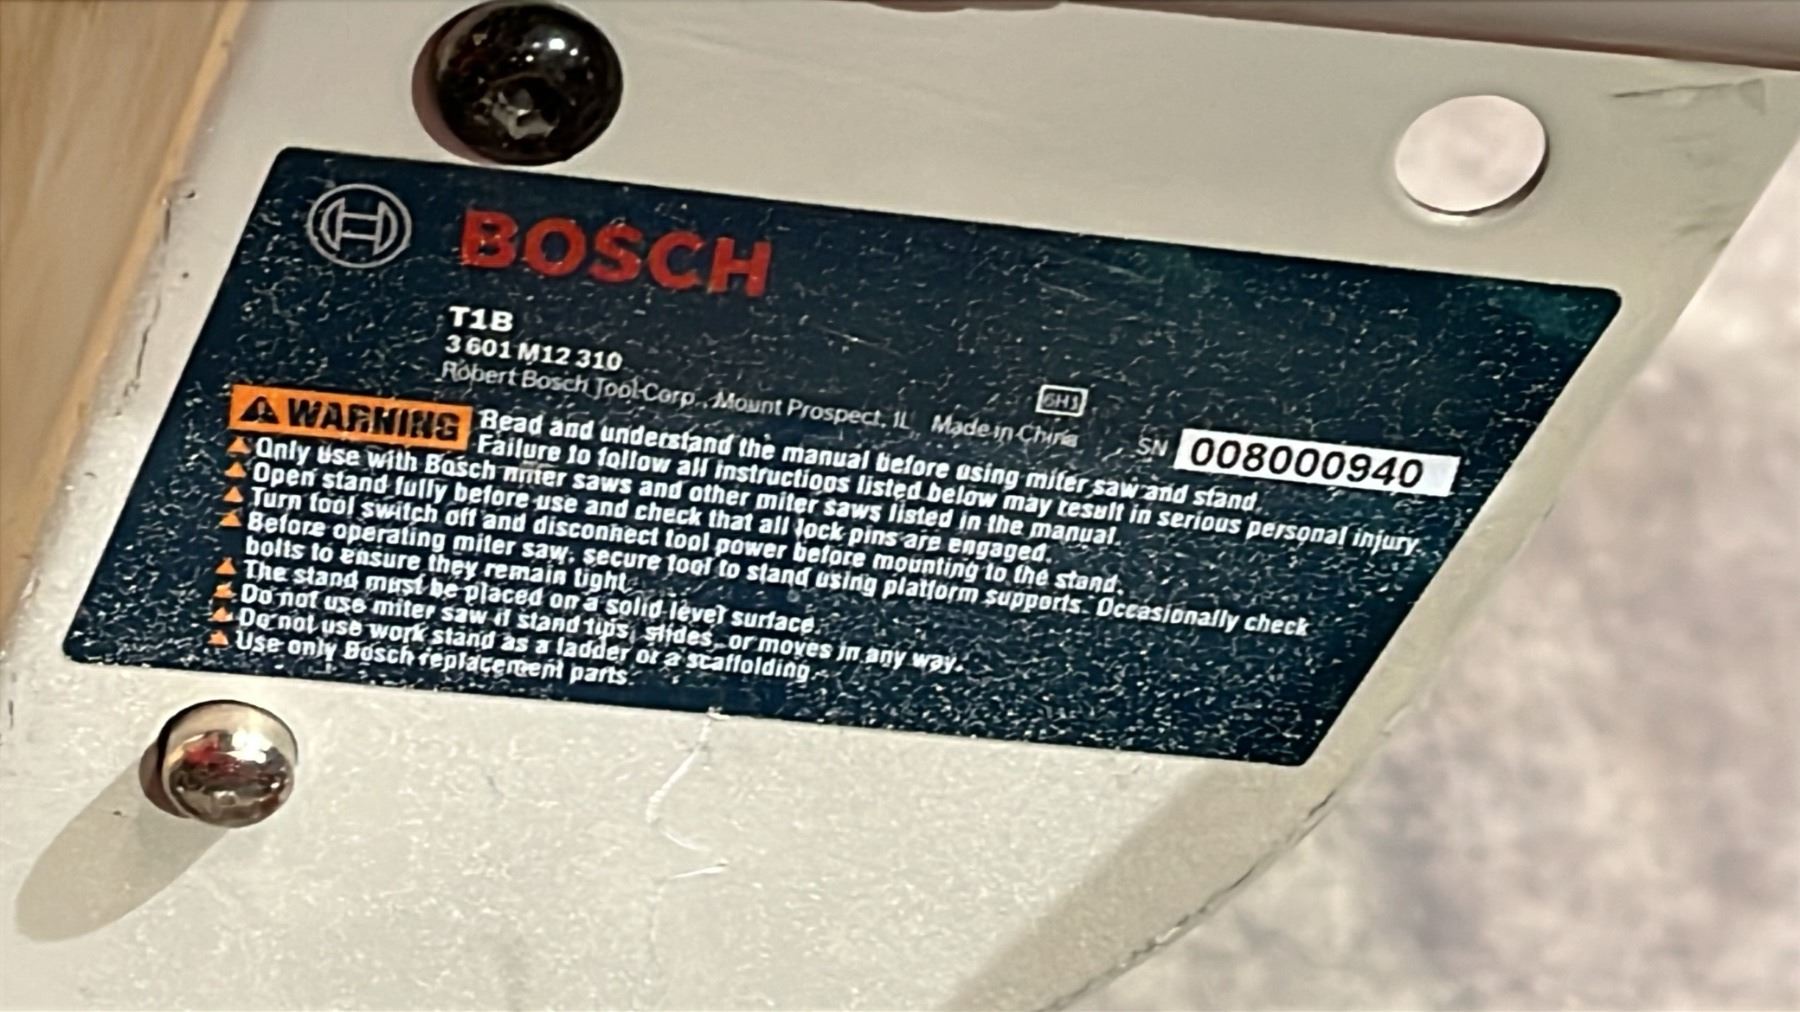 BOSCH
T1B
3 601 M12 310
Robert Bosch Tool Corp., Mount Prospect, IL, Made in China
6H1
SN 008000940
WARNING Read and understand the manual before using miter saw and stand.
Failure to follow all instructions listed below may result in serious personal injury.
Only use with Bosch miter saws and other miter saws listed in the manual.
Open stand fully before use and check that all lock pins are engaged.
Turn tool switch off and disconnect tool power before mounting to the stand.
Before operating miter saw, secure tool to stand using platform supports. Occasionally check
bolts to ensure they remain tight.
The stand must be placed on a solid level surface.
Do not use miter saw if stand tips, slides, or moves in any way.
Do not use work stand as a ladder or a scaffolding.
Use only Bosch replacement parts.